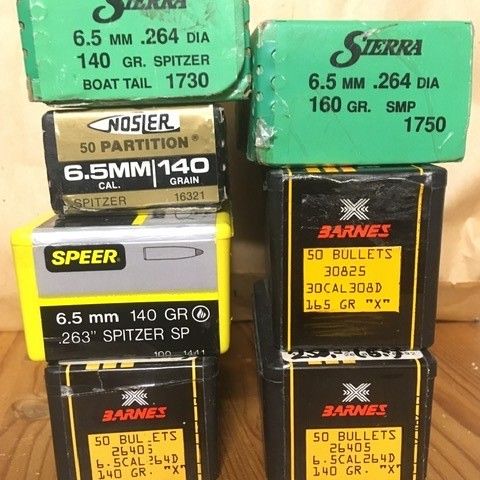 SIERRA
6.5 MM .264 DIA
140 GR. SPITZER
BOAT TAIL 1730
SIERRA
6.5 MM .264 DIA
160 GR. SMP
1750
NOSLER
50 PARTITION®
6.5MM 140
CAL. GRAIN
SPITZER 16321
SPEER
6.5 mm 140 GR
.263" SPITZER SP
100-1441
BARNES
50 BULLETS
30825
30CAL308D
165 GR "X"
BARNES
50 BULLETS
26405
6.5CAL264D
140 GR. "X"
BARNES
50 BULLETS
26405
6.5CAL264D
140 GR. "X"